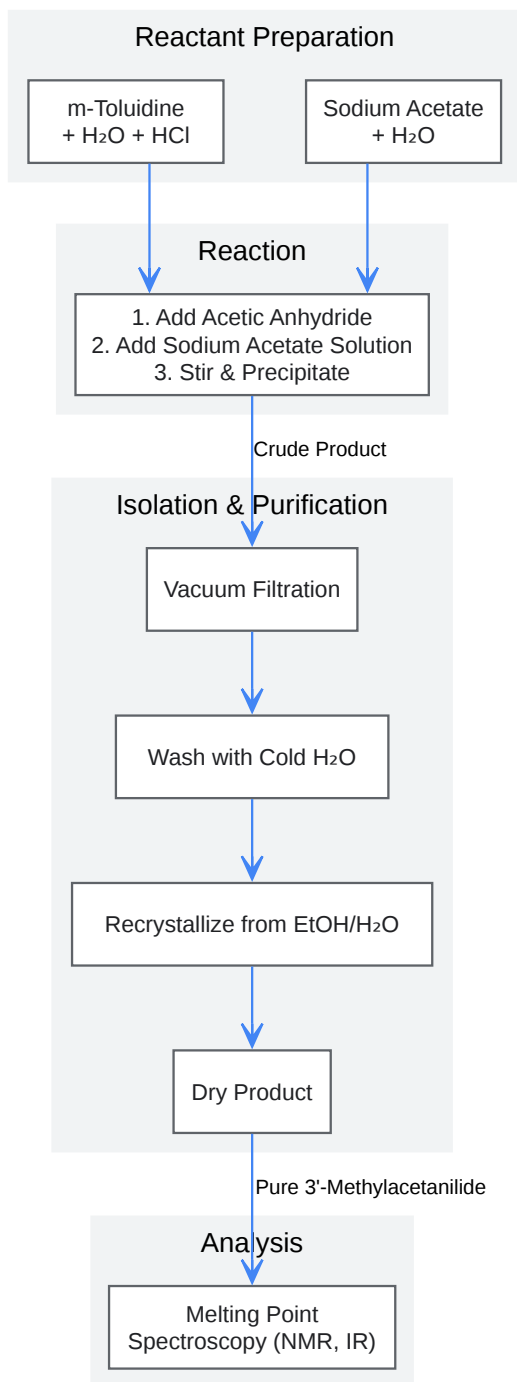 Reactant Preparation
m-Toluidine
+ H₂O + HCl
Sodium Acetate
+ H₂O
Reaction
1. Add Acetic Anhydride
2. Add Sodium Acetate Solution
3. Stir & Precipitate
Crude Product
Isolation & Purification
Vacuum Filtration
Wash with Cold H₂O
Recrystallize from EtOH/H₂O
Dry Product
Pure 3'-Methylacetanilide
Analysis
Melting Point
Spectroscopy (NMR, IR)